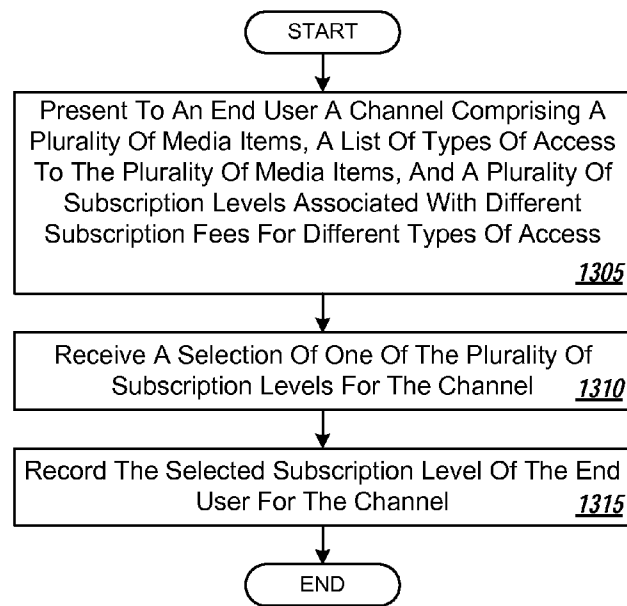 START
Present To An End User A Channel Comprising A
Plurality Of Media Items, A List Of Types Of Access
To The Plurality Of Media Items, And A Plurality Of
Subscription Levels Associated With Different
Subscription Fees For Different Types Of Access
1305
Receive A Selection Of One Of The Plurality Of
Subscription Levels For The Channel 1310
Record The Selected Subscription Level Of The End
User For The Channel 1315
END